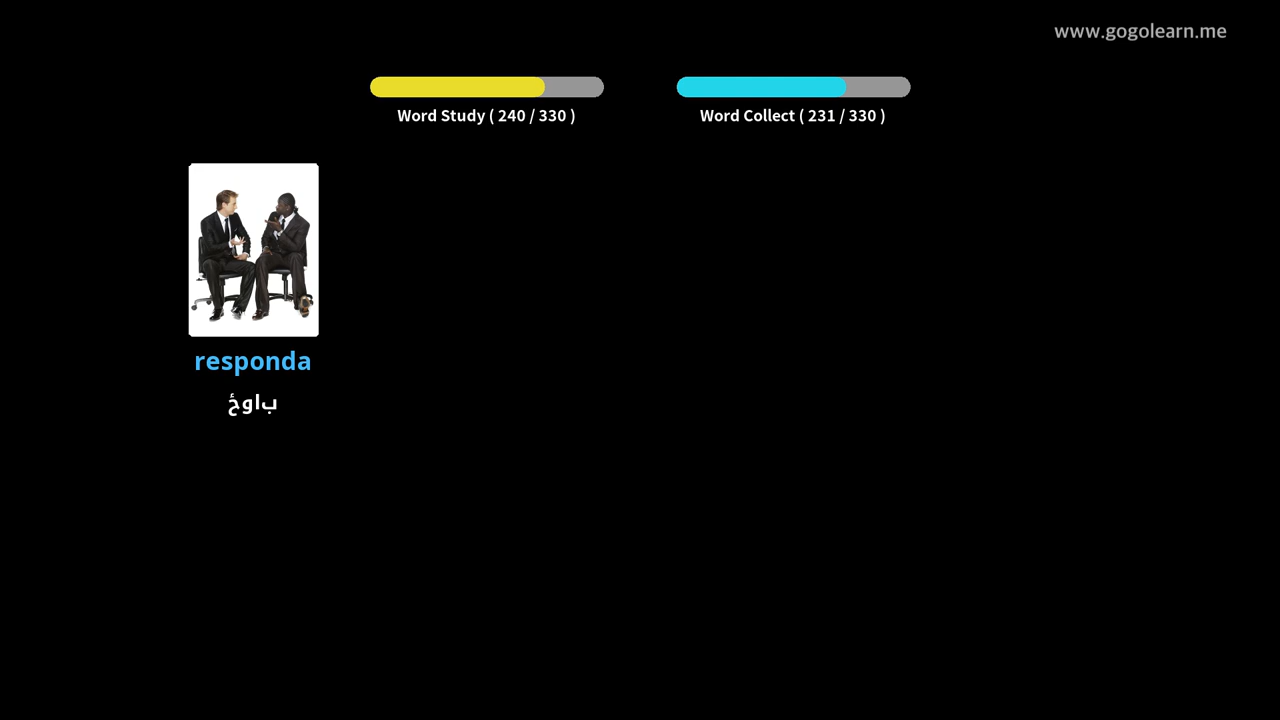 www.gogolearn.me
Word Study ( 240 / 330 )
Word Collect ( 231 / 330 )
responda
باوځ